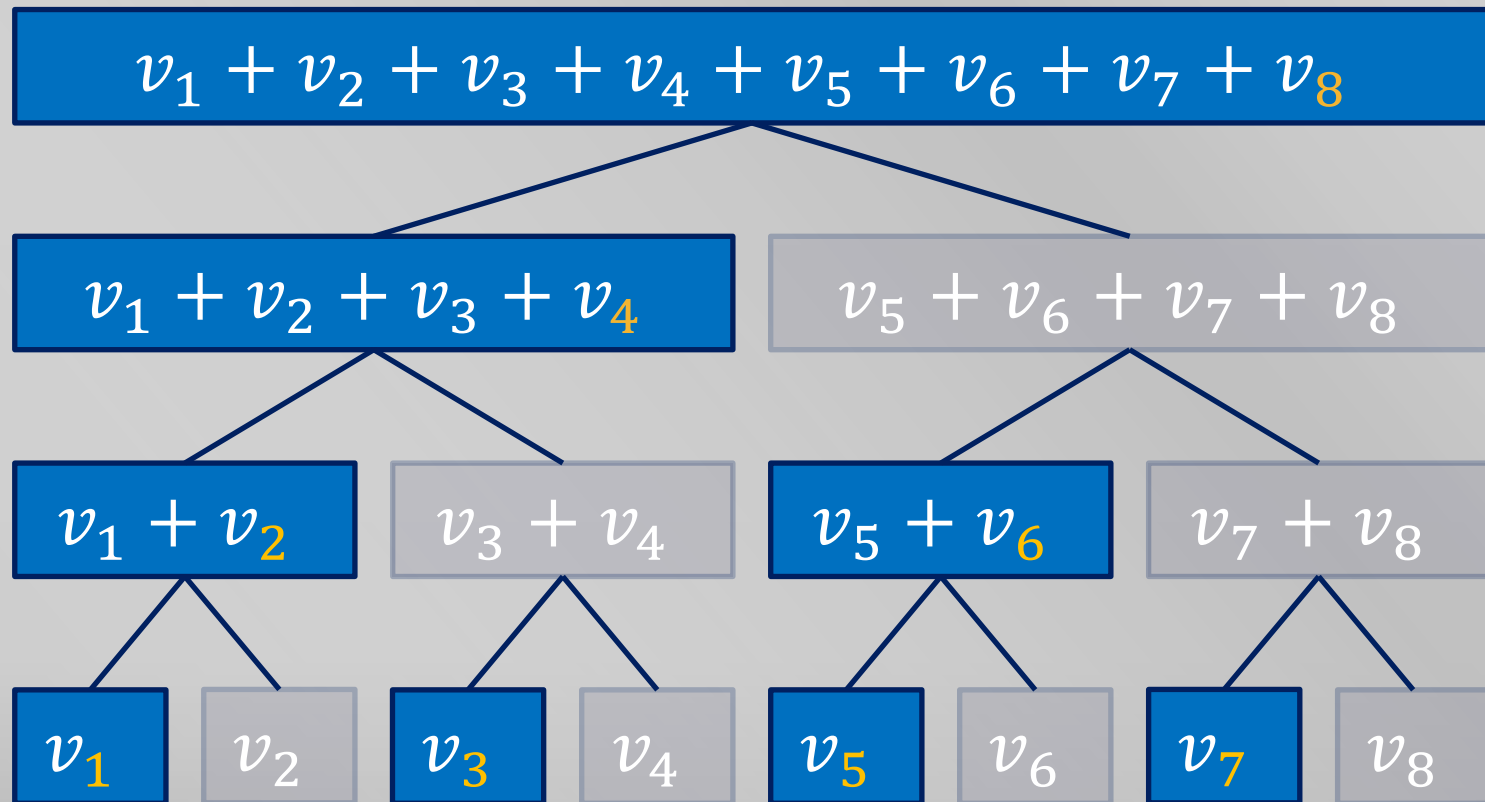 v₁ + v₂ + v₃ + v₄ + v₅ + v₆ + v₇ + v₈
v₁ + v₂ + v₃ + v₄
v₅ + v₆ + v₇ + v₈
v₁ + v₂
v₃ + v₄
v₅ + v₆
v₇ + v₈
v₁
v₂
v₃
v₄
v₅
v₆
v₇
v₈